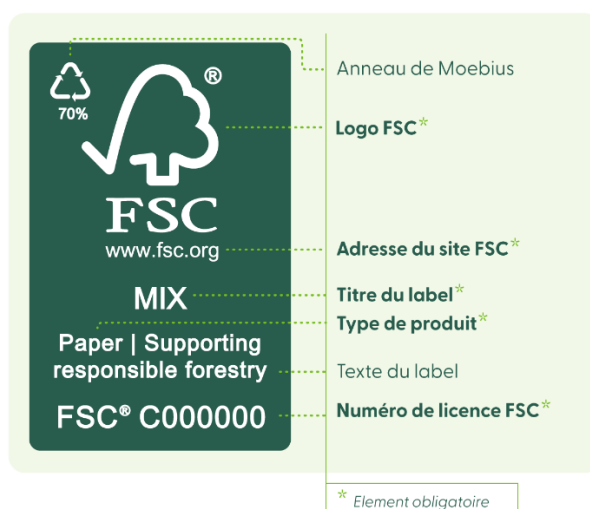 Anneau de Moebius
®
70%
Logo FSC*
FSC
www.fsc.org
Adresse du site FSC*
MIX
Titre du label*
Type de produit*
Paper | Supporting
responsible forestry
Texte du label
FSC® C000000
Numéro de licence FSC*
* Element obligatoire